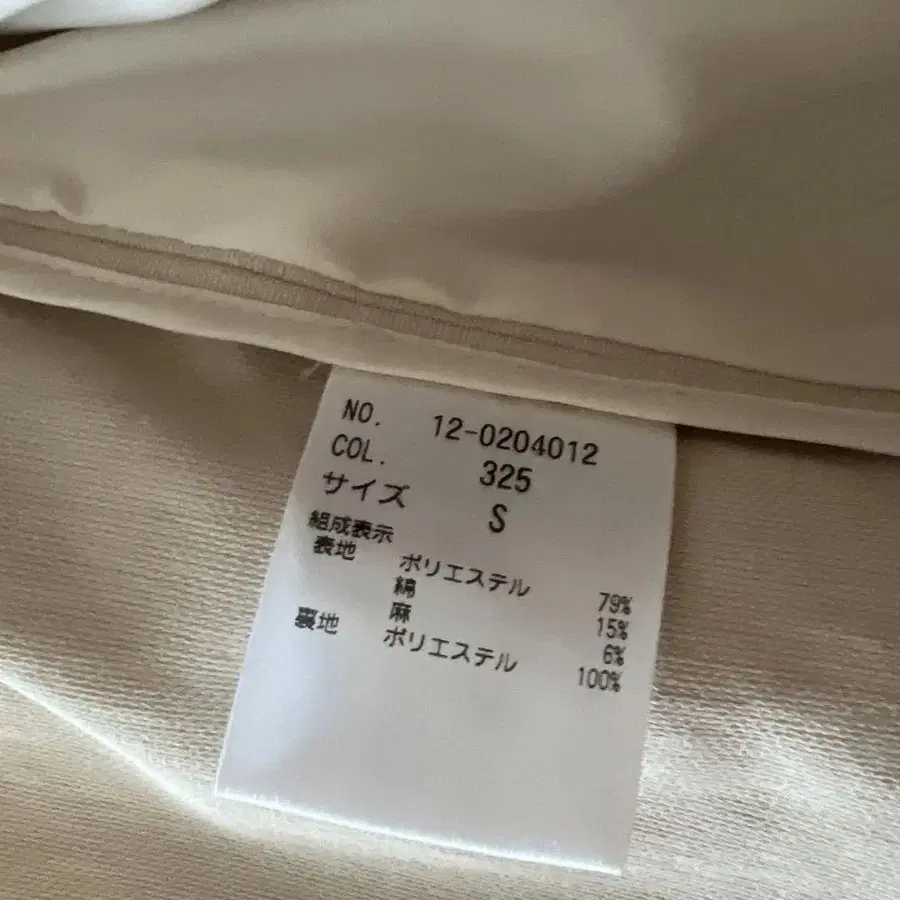 NO. 12-0204012
COL. 325
サイズ S
組成表示
表地 ポリエステル 79%
綿 15%
麻 6%
裏地 ポリエステル 100%